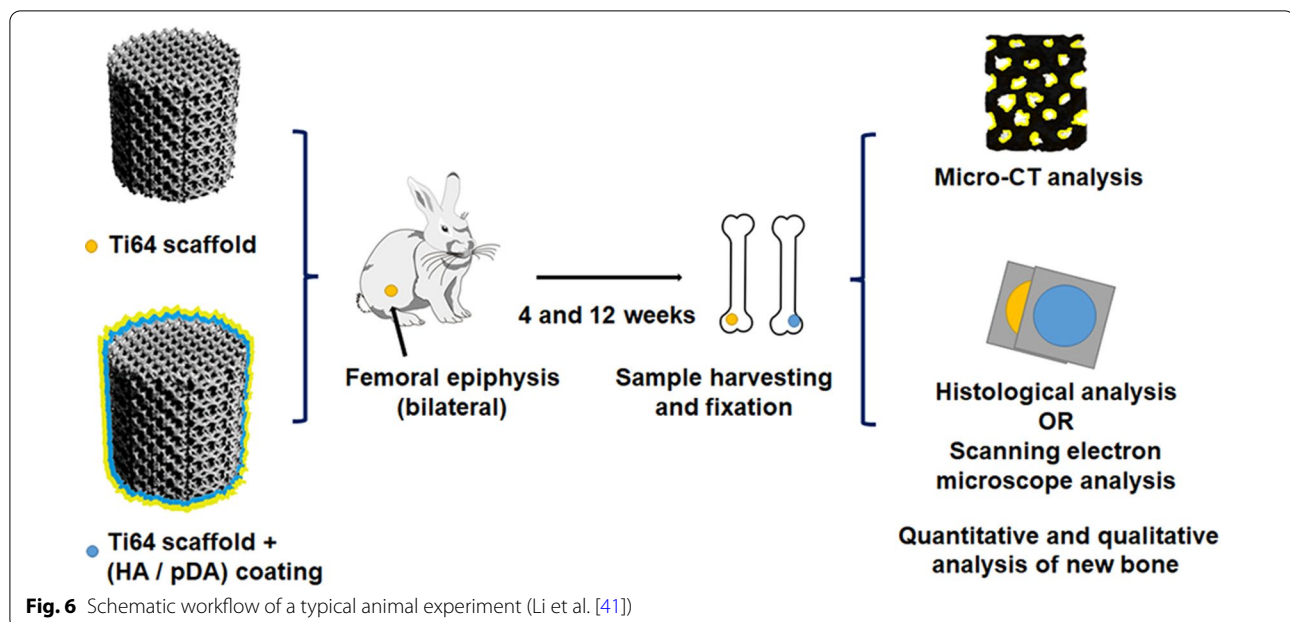 Ti64 scaffold
Ti64 scaffold +
(HA / pDA) coating
Femoral epiphysis
(bilateral)
4 and 12 weeks
Sample harvesting
and fixation
Micro-CT analysis
Histological analysis
OR
Scanning electron
microscope analysis
Quantitative and qualitative
analysis of new bone
Fig. 6 Schematic workflow of a typical animal experiment (Li et al. [41])